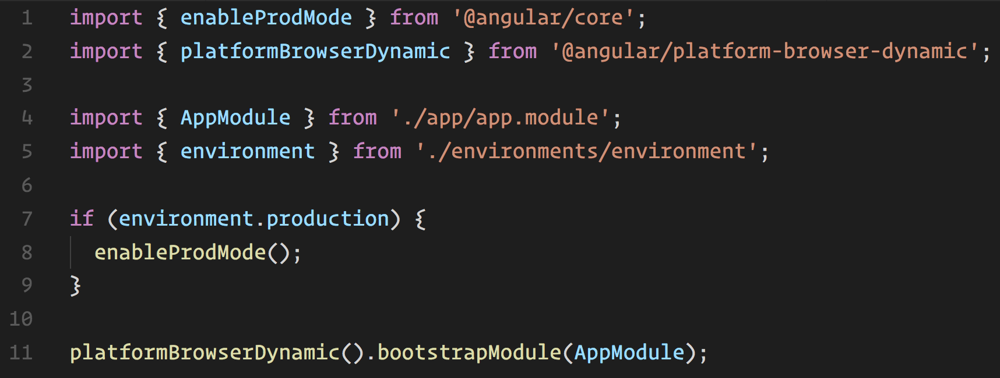 1 import { enableProdMode } from '@angular/core';
2 import { platformBrowserDynamic } from '@angular/platform-browser-dynamic';
3
4 import { AppModule } from './app/app.module';
5 import { environment } from './environments/environment';
6
7 if (environment.production) {
8   enableProdMode();
9 }
10
11 platformBrowserDynamic().bootstrapModule(AppModule);